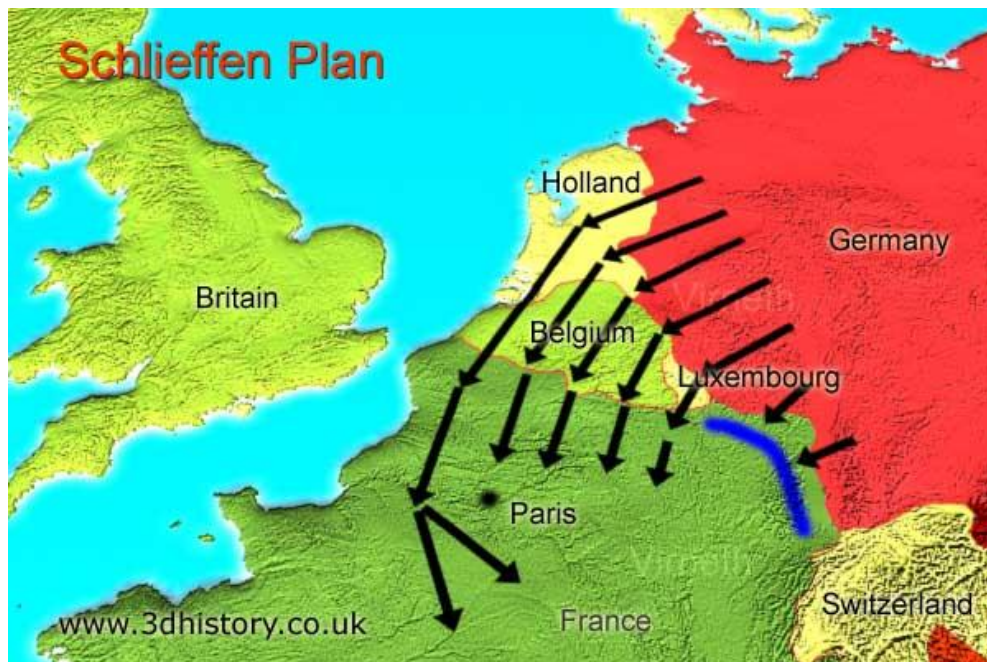 Schlieffen Plan
Holland
Germany
Britain
Belgium
Luxembourg
Paris
France
Switzerland
www.3dhistory.co.uk